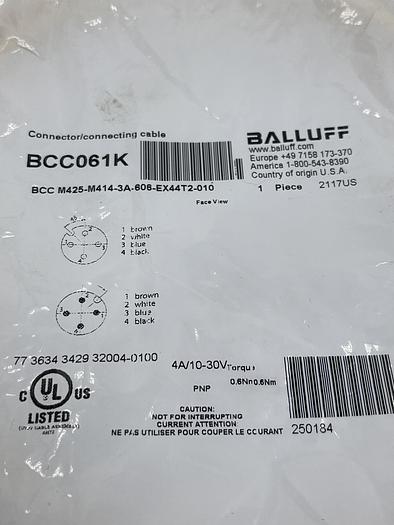 Connector/connecting cable
BALLUFF
www.balluff.com
BCC061K
Europe +49 7158 173-370
America 1-800-543-8390
Country of origin U.S.A.
BCC M425-M414-3A-606-EX44T2-010
1 Piece 2117US
Face View
1 brown
2 white
3 blue
4 black
1 brown
2 white
3 blue
4 black
77 3634 3429 32004-0100
4A/10-30V Torque
0.6Nm 0.6Nm
PNP
C UL US
LISTED
CAUTION:
NOT FOR INTERRUPTING
CURRENT ATTENTION:
NE PAS UTILISER POUR COUPER LE COURANT
250184